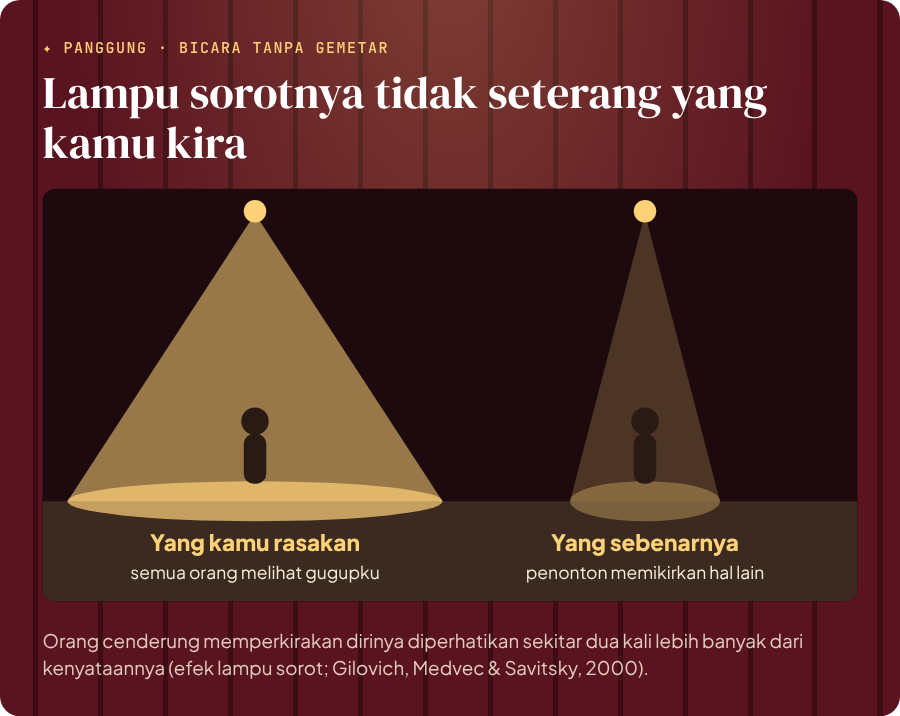 ✦ PANGGUNG · BICARA TANPA GEMETAR
Lampu sorotnya tidak seterang yang
kamu kira
Yang kamu rasakan
semua orang melihat gugupku
Yang sebenarnya
penonton memikirkan hal lain
Orang cenderung memperkirakan dirinya diperhatikan sekitar dua kali lebih banyak dari
kenyataannya (efek lampu sorot; Gilovich, Medvec & Savitsky, 2000).